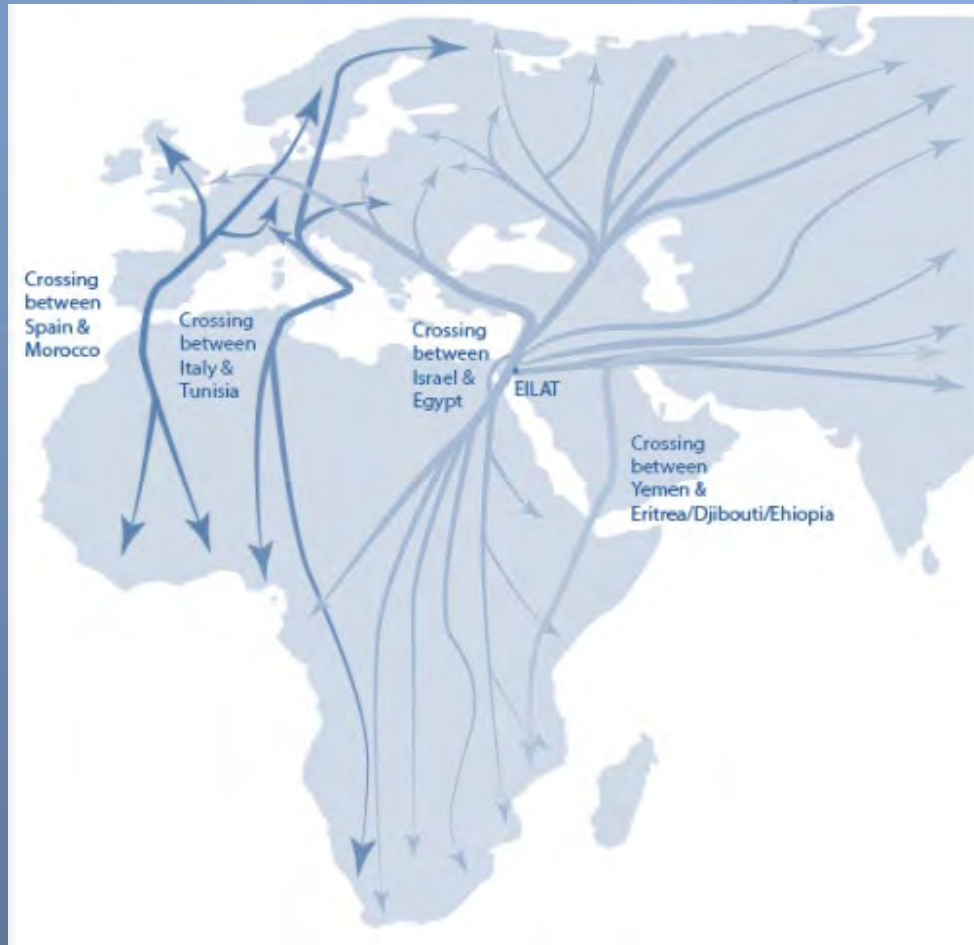 Crossing
between
Spain &
Morocco
Crossing
between
Italy &
Tunisia
Crossing
between
Israel &
Egypt
EILAT
Crossing
between
Yemen &
Eritrea/Djibouti/Ehiopia